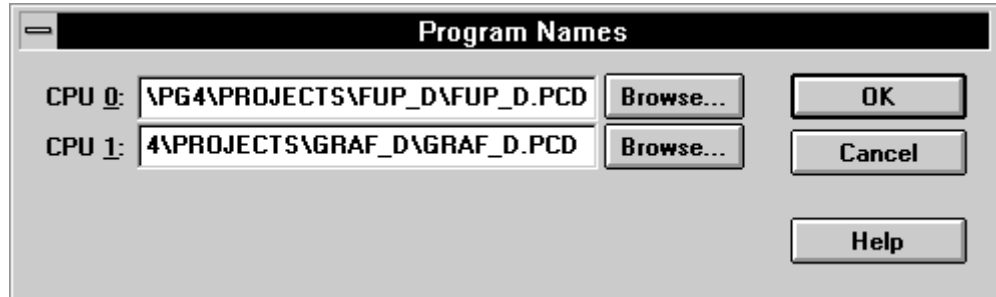 Program Names
CPU 0: \PG4\PROJECTS\FUP_D\FUP_D.PCD Browse... OK
CPU 1: 4\PROJECTS\GRAF_D\GRAF_D.PCD Browse... Cancel
Help